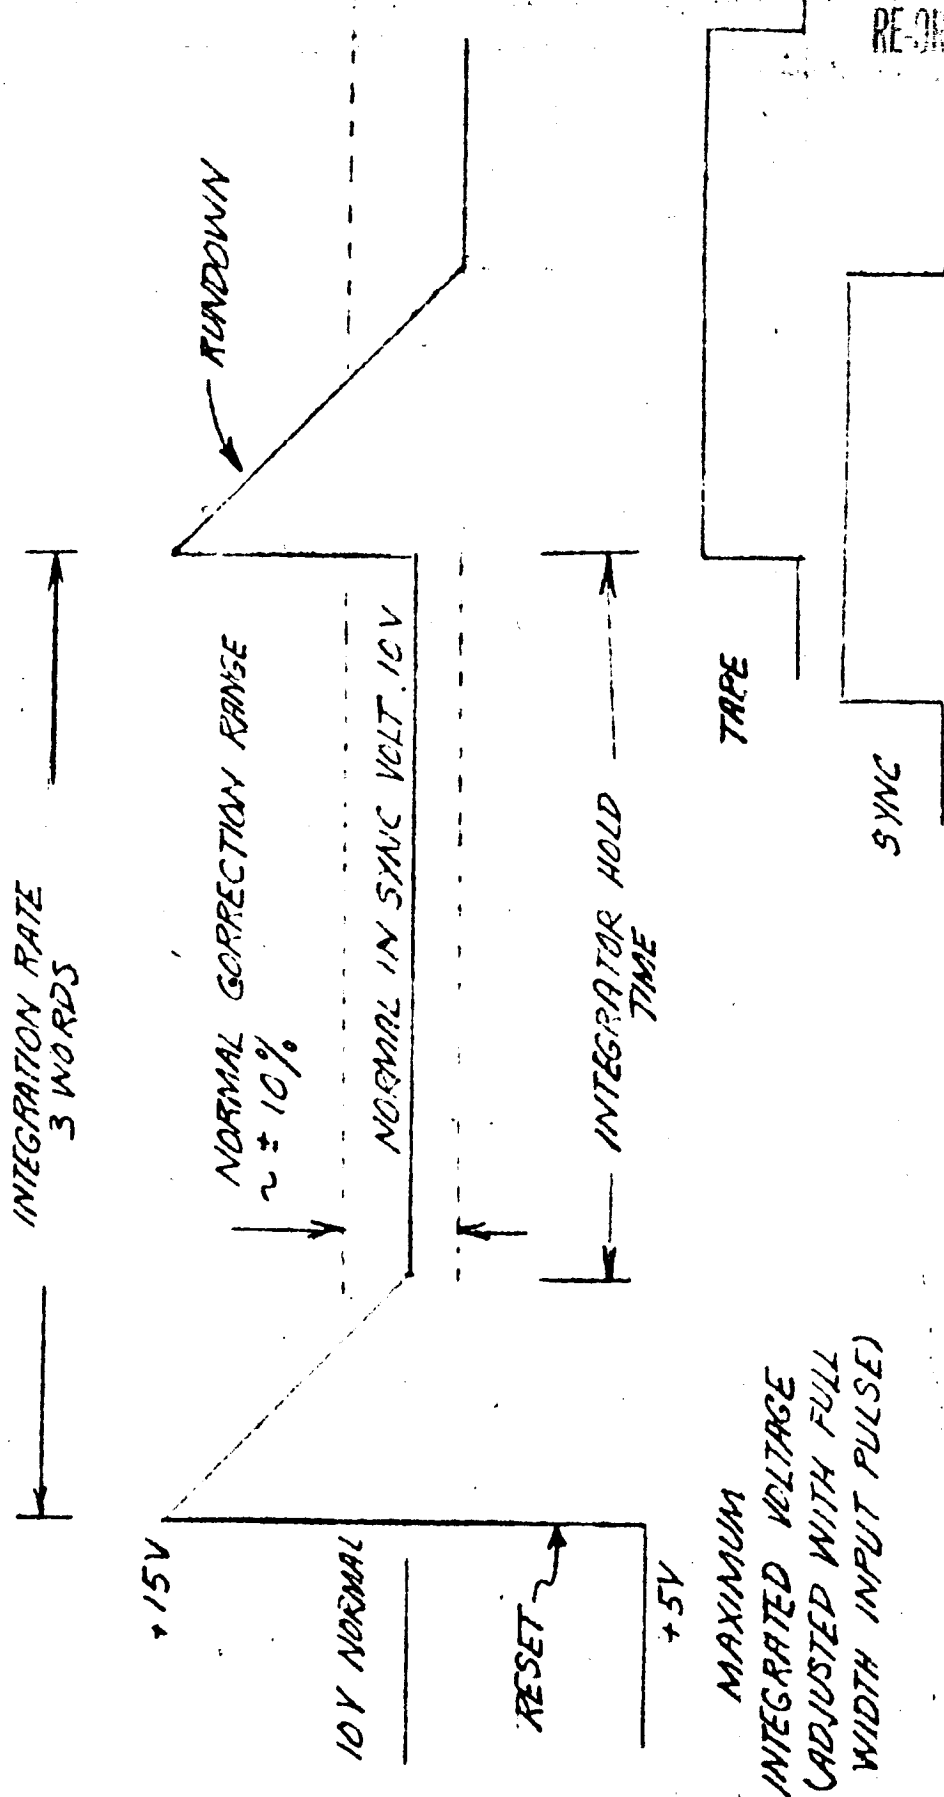 INTEGRATION RATE
3 WORDS
+15V
NORMAL CORRECTION RANGE
~ ± 10%
RUNDOWN
10V NORMAL
NORMAL IN SYNC VOLT. 10V
RESET
INTEGRATOR HOLD
TIME
+5V
MAXIMUM
INTEGRATED VOLTAGE
(ADJUSTED WITH FULL
WIDTH INPUT PULSE)
TAPE
SYNC